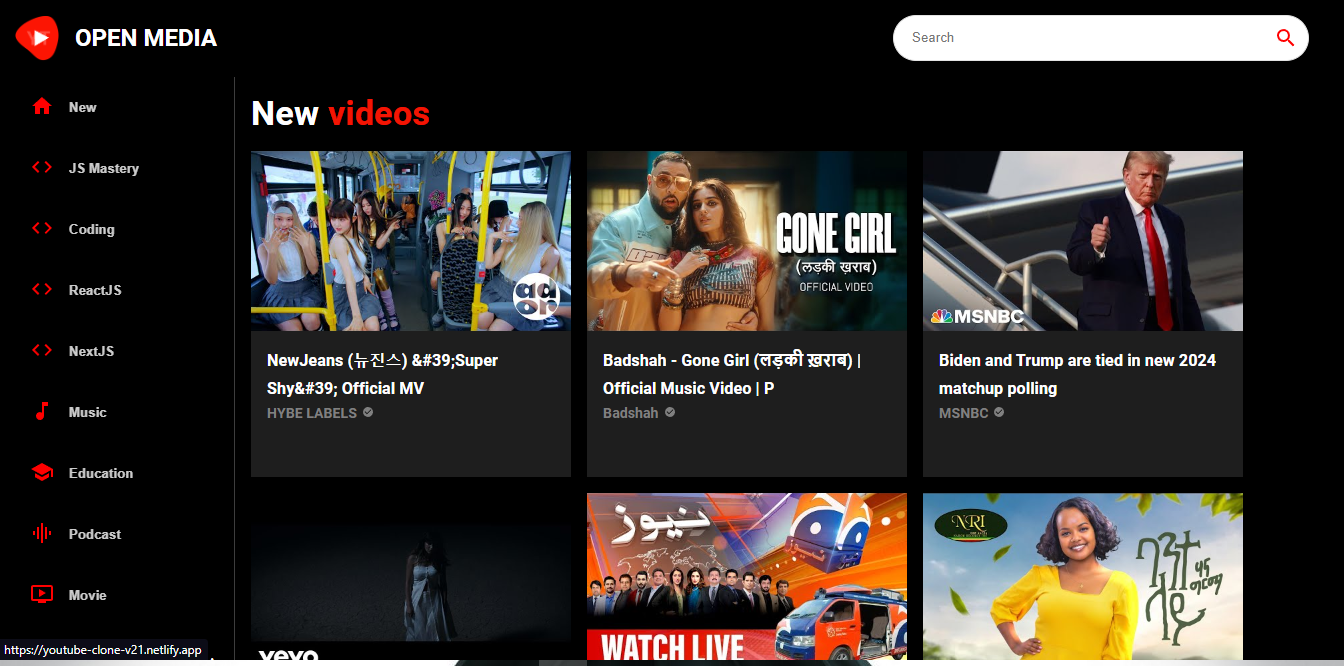 OPEN MEDIA
Search
New
JS Mastery
Coding
ReactJS
NextJS
Music
Education
Podcast
Movie
New videos
GONE GIRL
(लड़की ख़राब)
OFFICIAL VIDEO
MSNBC
NewJeans (뉴진스) &#39;Super
Shy&#39; Official MV
HYBE LABELS
Badshah - Gone Girl (लड़की ख़राब) |
Official Music Video | P
Badshah
Biden and Trump are tied in new 2024
matchup polling
MSNBC
vevo
نیوز
WATCH LIVE
NRI
ባንተ
ላይ
https://youtube-clone-v21.netlify.app